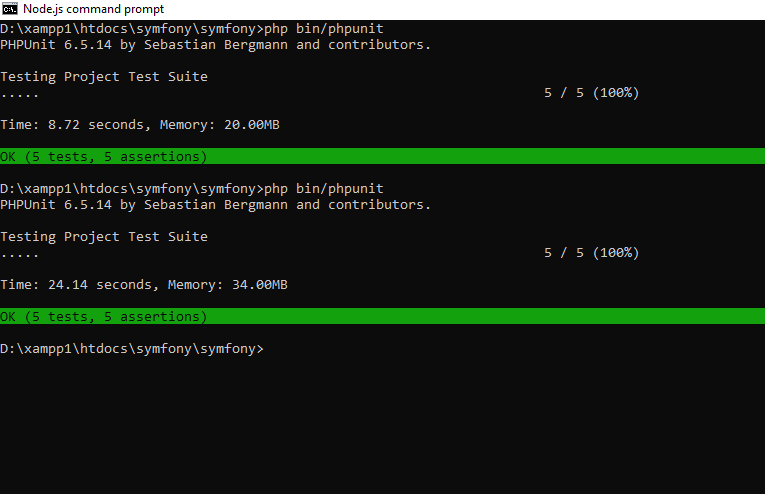 Node.js command prompt
D:\xampp1\htdocs\symfony\symfony>php bin/phpunit
PHPUnit 6.5.14 by Sebastian Bergmann and contributors.
Testing Project Test Suite
..... 5 / 5 (100%)
Time: 8.72 seconds, Memory: 20.00MB
OK (5 tests, 5 assertions)
D:\xampp1\htdocs\symfony\symfony>php bin/phpunit
PHPUnit 6.5.14 by Sebastian Bergmann and contributors.
Testing Project Test Suite
..... 5 / 5 (100%)
Time: 24.14 seconds, Memory: 34.00MB
OK (5 tests, 5 assertions)
D:\xampp1\htdocs\symfony\symfony>